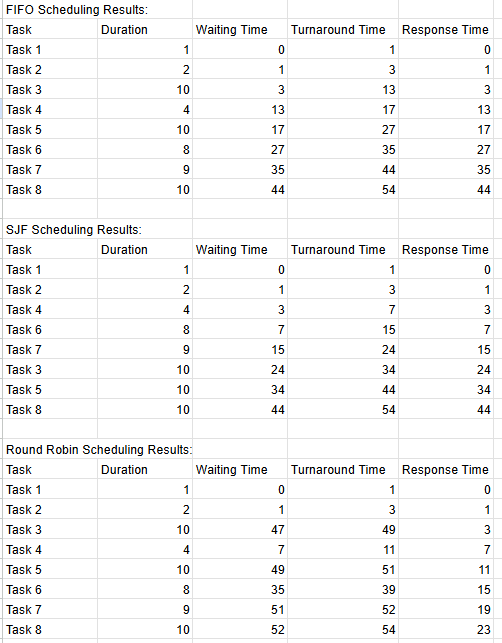 FIFO Scheduling Results:
Task Duration Waiting Time Turnaround Time Response Time
Task 1 1 0 1 0
Task 2 2 1 3 1
Task 3 10 3 13 3
Task 4 4 13 17 13
Task 5 10 17 27 17
Task 6 8 27 35 27
Task 7 9 35 44 35
Task 8 10 44 54 44
SJF Scheduling Results:
Task Duration Waiting Time Turnaround Time Response Time
Task 1 1 0 1 0
Task 2 2 1 3 1
Task 4 4 3 7 3
Task 6 8 7 15 7
Task 7 9 15 24 15
Task 3 10 24 34 24
Task 5 10 34 44 34
Task 8 10 44 54 44
Round Robin Scheduling Results:
Task Duration Waiting Time Turnaround Time Response Time
Task 1 1 0 1 0
Task 2 2 1 3 1
Task 3 10 47 49 3
Task 4 4 7 11 7
Task 5 10 49 51 11
Task 6 8 35 39 15
Task 7 9 51 52 19
Task 8 10 52 54 23